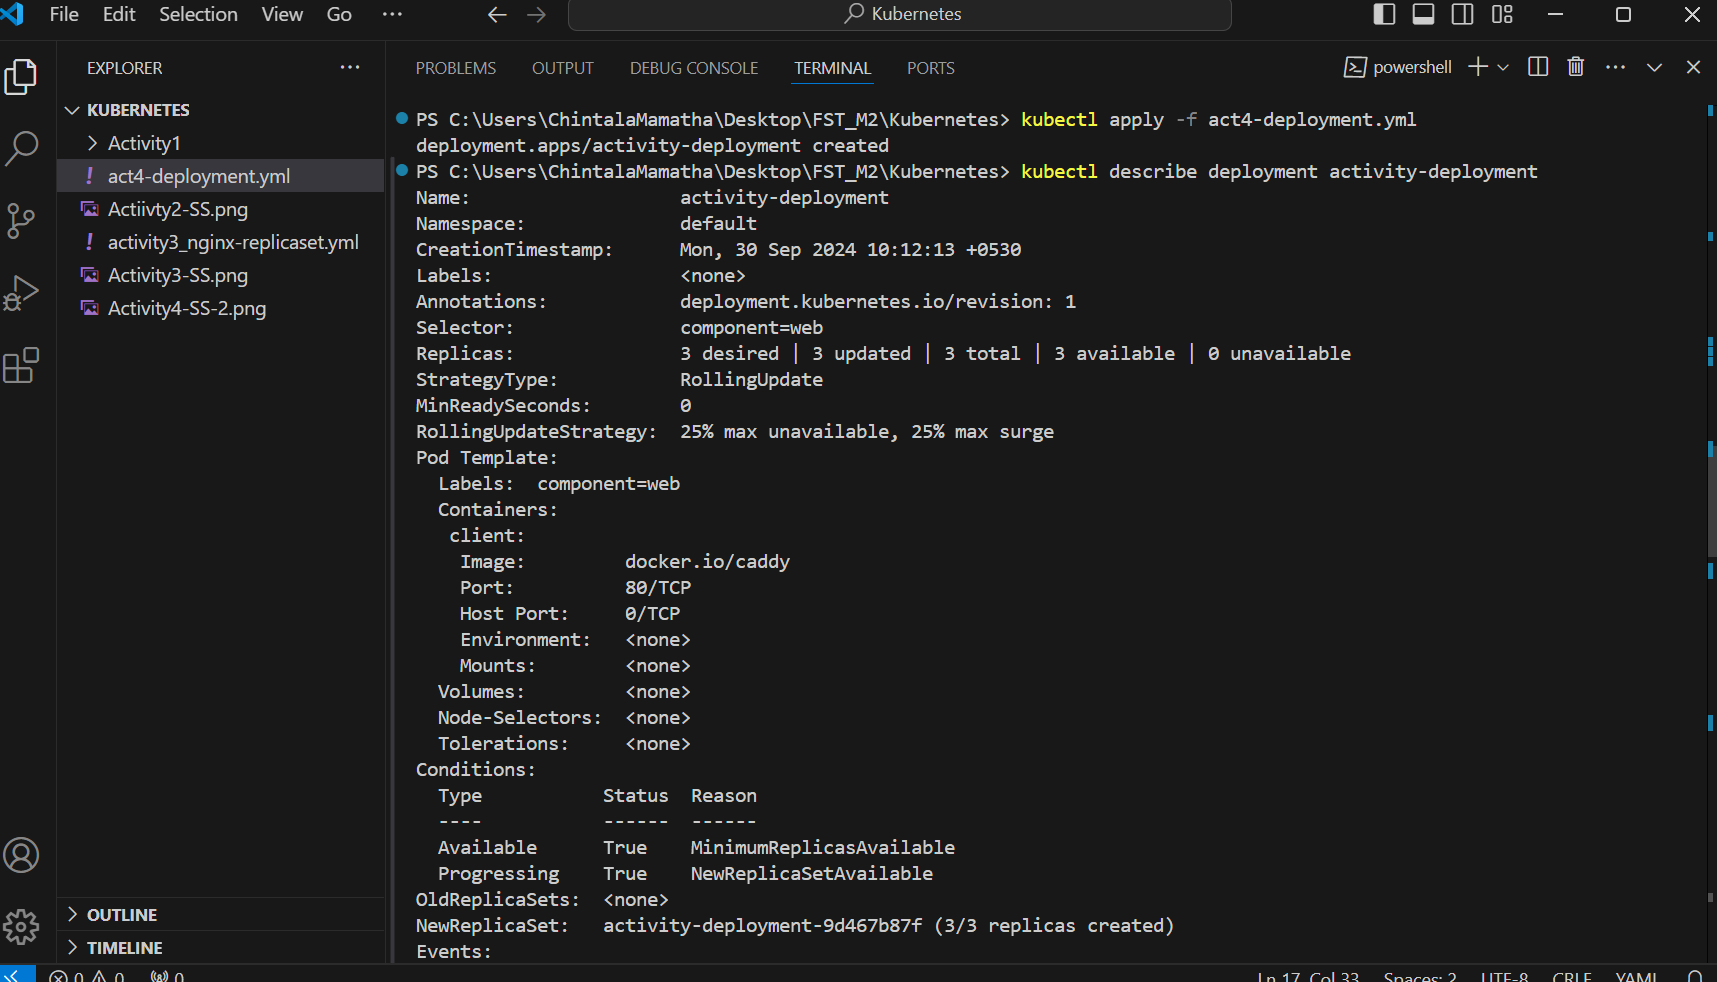 File Edit Selection View Go ··· Kubernetes
EXPLORER ···
KUBERNETES
Activity1
! act4-deployment.yml
Actiivty2-SS.png
! activity3_nginx-replicaset.yml
Activity3-SS.png
Activity4-SS-2.png
OUTLINE
TIMELINE
PROBLEMS OUTPUT DEBUG CONSOLE TERMINAL PORTS powershell ···
PS C:\Users\ChintalaMamatha\Desktop\FST_M2\Kubernetes> kubectl apply -f act4-deployment.yml
deployment.apps/activity-deployment created
PS C:\Users\ChintalaMamatha\Desktop\FST_M2\Kubernetes> kubectl describe deployment activity-deployment
Name: activity-deployment
Namespace: default
CreationTimestamp: Mon, 30 Sep 2024 10:12:13 +0530
Labels: <none>
Annotations: deployment.kubernetes.io/revision: 1
Selector: component=web
Replicas: 3 desired | 3 updated | 3 total | 3 available | 0 unavailable
StrategyType: RollingUpdate
MinReadySeconds: 0
RollingUpdateStrategy: 25% max unavailable, 25% max surge
Pod Template:
Labels: component=web
Containers:
client:
Image: docker.io/caddy
Port: 80/TCP
Host Port: 0/TCP
Environment: <none>
Mounts: <none>
Volumes: <none>
Node-Selectors: <none>
Tolerations: <none>
Conditions:
Type Status Reason
---- ------ ------
Available True MinimumReplicasAvailable
Progressing True NewReplicaSetAvailable
OldReplicaSets: <none>
NewReplicaSet: activity-deployment-9d467b87f (3/3 replicas created)
Events:
0 0 0 Ln 17, Col 33 Spaces: 2 UTF-8 CRLF YAML